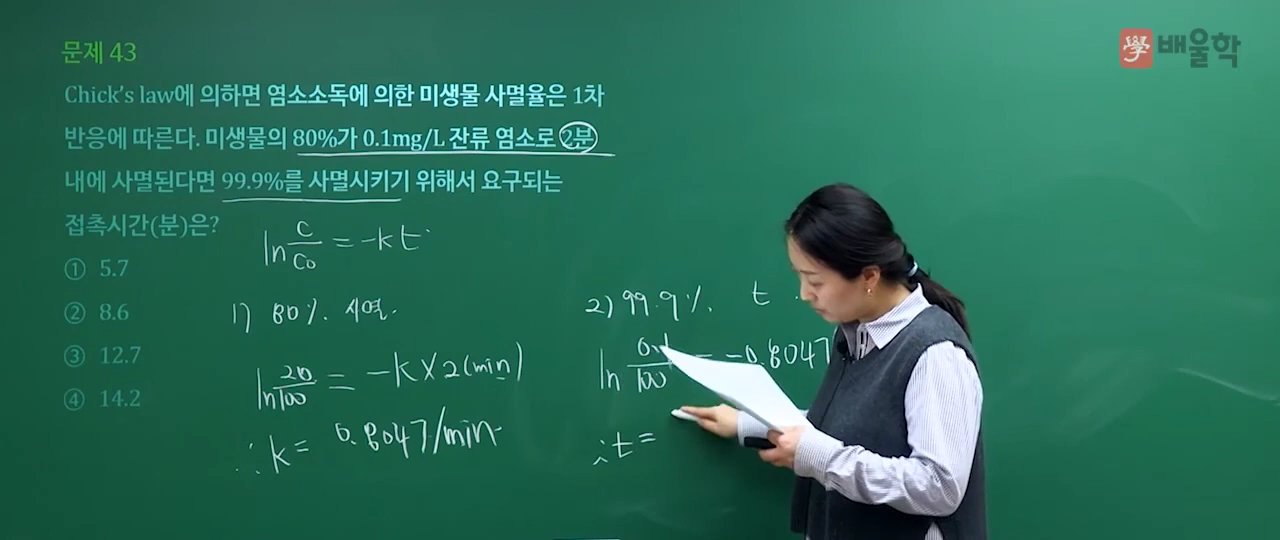 문제 43
學 배울학
Chick's law에 의하면 염소소독에 의한 미생물 사멸율은 1차
반응에 따른다. 미생물의 80%가 0.1mg/L 잔류 염소로 2분
내에 사멸된다면 99.9%를 사멸시키기 위해서 요구되는
접촉시간(분)은?
① 5.7
② 8.6
③ 12.7
④ 14.2
ln C/Co = -kt
1) 80% 사멸.
ln 20/100 = -k×2(min)
∴ k = 0.8047/min
2) 99.9% t
ln 0.1/100 = -0.8047
∴ t =